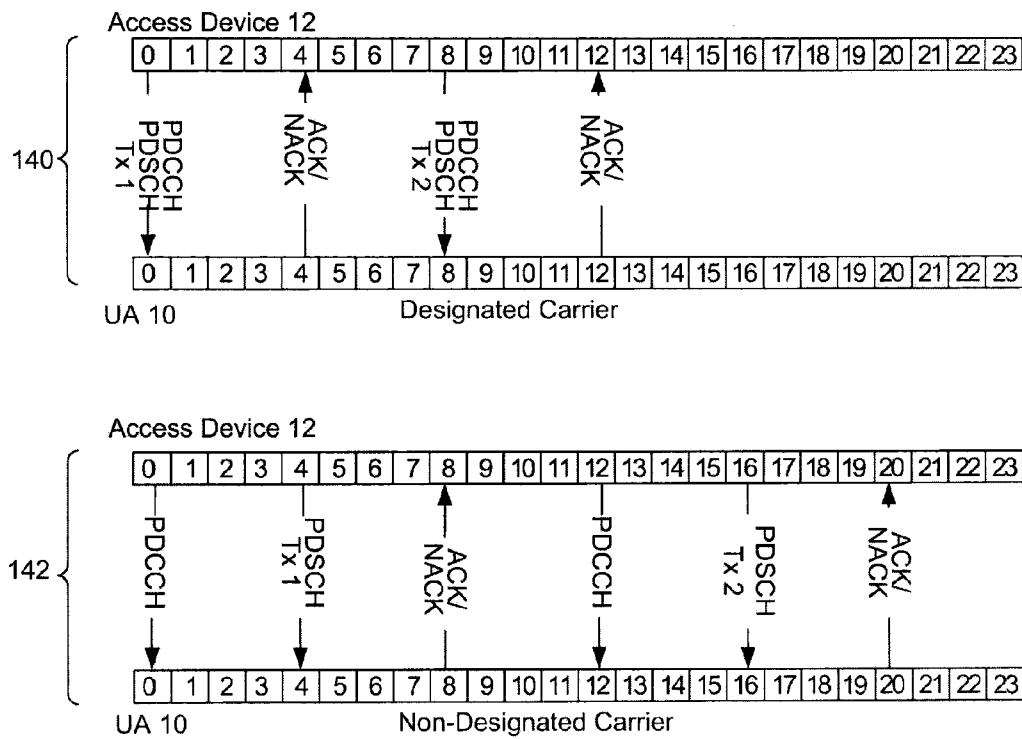 Access Device 12
0 1 2 3 4 5 6 7 8 9 10 11 12 13 14 15 16 17 18 19 20 21 22 23
140
PDCCH
PDSCH
Tx 1
ACK/
NACK
PDCCH
PDSCH
Tx 2
ACK/
NACK
0 1 2 3 4 5 6 7 8 9 10 11 12 13 14 15 16 17 18 19 20 21 22 23
UA 10
Designated Carrier
Access Device 12
0 1 2 3 4 5 6 7 8 9 10 11 12 13 14 15 16 17 18 19 20 21 22 23
142
PDCCH
PDSCH
Tx 1
ACK/
NACK
PDCCH
PDSCH
Tx 2
ACK/
NACK
0 1 2 3 4 5 6 7 8 9 10 11 12 13 14 15 16 17 18 19 20 21 22 23
UA 10
Non-Designated Carrier